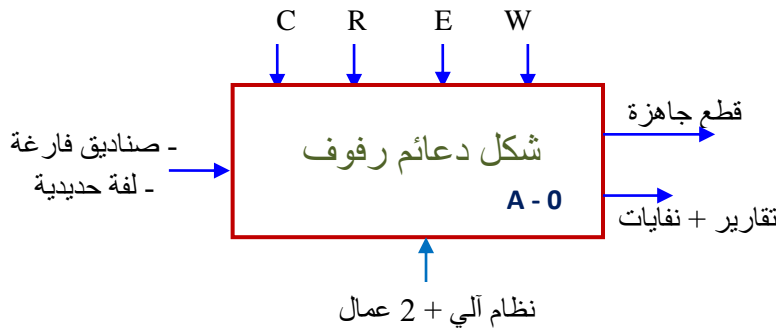 C R E W
قطع جاهزة
شكل دعائم رفوف
- صناديق فارغة
- لفة حديدية
A - 0
تقارير + نفايات
نظام آلي + 2 عمال